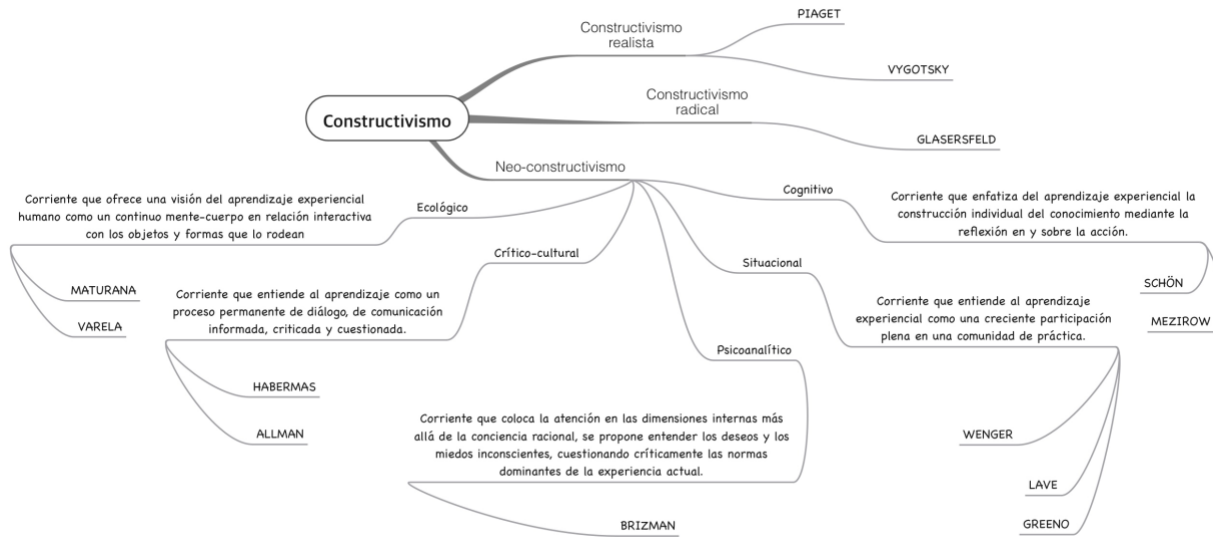 PIAGET
Constructivismo
realista
VYGOTSKY
Constructivismo
radical
Constructivismo
GLASERSFELD
Neo-constructivismo
Cognitivo
Corriente que enfatiza del aprendizaje experiencial la
construcción individual del conocimiento mediante la
reflexión en y sobre la acción.
SCHÖN
MEZIROW
Corriente que ofrece una visión del aprendizaje experiencial
humano como un continuo mente-cuerpo en relación interactiva
con los objetos y formas que lo rodean
Ecológico
MATURANA
VARELA
Crítico-cultural
Corriente que entiende al aprendizaje como un
proceso permanente de diálogo, de comunicación
informada, criticada y cuestionada.
HABERMAS
ALLMAN
Situacional
Corriente que entiende al aprendizaje
experiencial como una creciente participación
plena en una comunidad de práctica.
WENGER
LAVE
GREENO
Psicoanalítico
Corriente que coloca la atención en las dimensiones internas más
allá de la conciencia racional, se propone entender los deseos y los
miedos inconscientes, cuestionando críticamente las normas
dominantes de la experiencia actual.
BRIZMAN